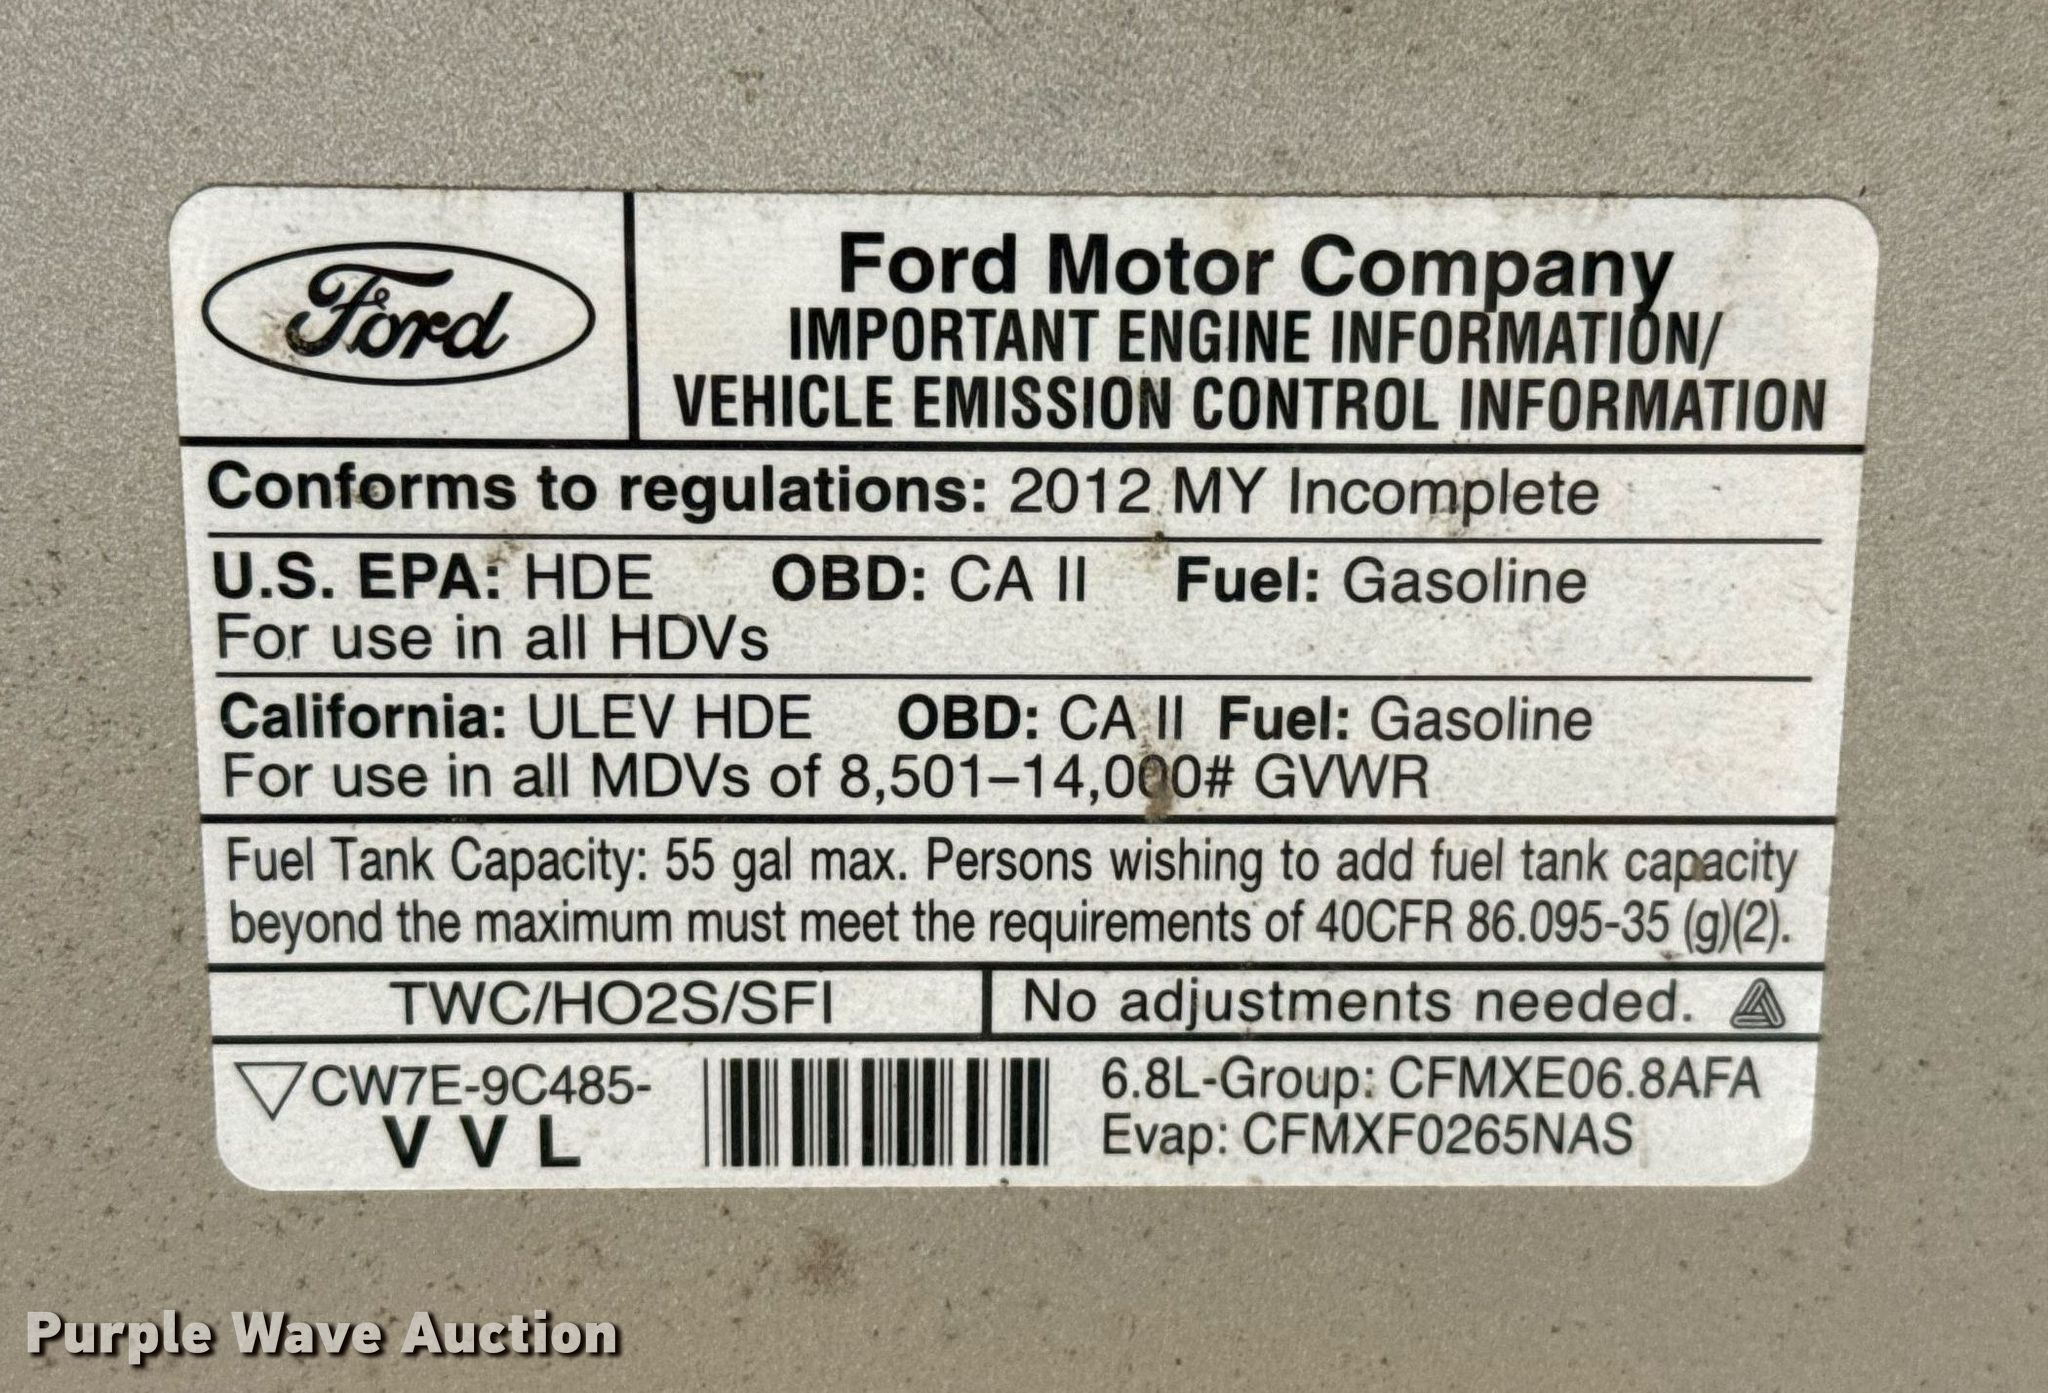 Ford
Ford Motor Company
IMPORTANT ENGINE INFORMATION/
VEHICLE EMISSION CONTROL INFORMATION
Conforms to regulations: 2012 MY Incomplete
U.S. EPA: HDE OBD: CA II Fuel: Gasoline
For use in all HDVs
California: ULEV HDE OBD: CA II Fuel: Gasoline
For use in all MDVs of 8,501–14,000# GVWR
Fuel Tank Capacity: 55 gal max. Persons wishing to add fuel tank capacity
beyond the maximum must meet the requirements of 40CFR 86.095-35 (g)(2).
TWC/HO2S/SFI
No adjustments needed.
CW7E-9C485-
V V L
6.8L-Group: CFMXE06.8AFA
Evap: CFMXF0265NAS
Purple Wave Auction